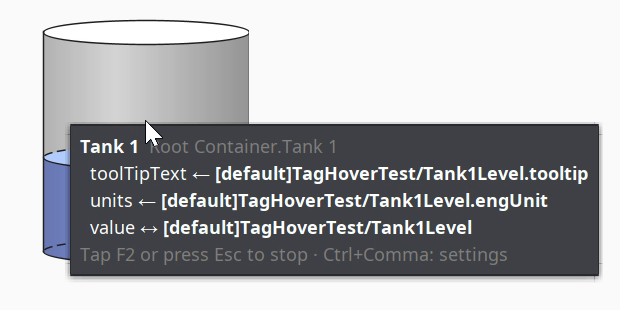 Tank 1 Root Container.Tank 1
toolTipText ← [default]TagHoverTest/Tank1Level.tooltip
units ← [default]TagHoverTest/Tank1Level.engUnit
value ↔ [default]TagHoverTest/Tank1Level
Tap F2 or press Esc to stop · Ctrl+Comma: settings